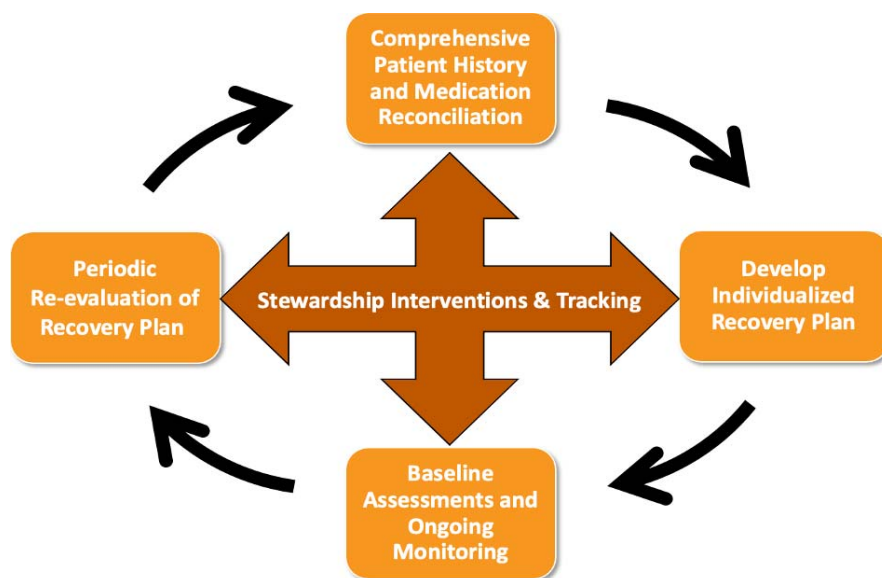 Comprehensive
Patient History
and Medication
Reconciliation
Periodic
Re-evaluation of
Recovery Plan
Stewardship Interventions & Tracking
Develop
Individualized
Recovery Plan
Baseline
Assessments and
Ongoing
Monitoring